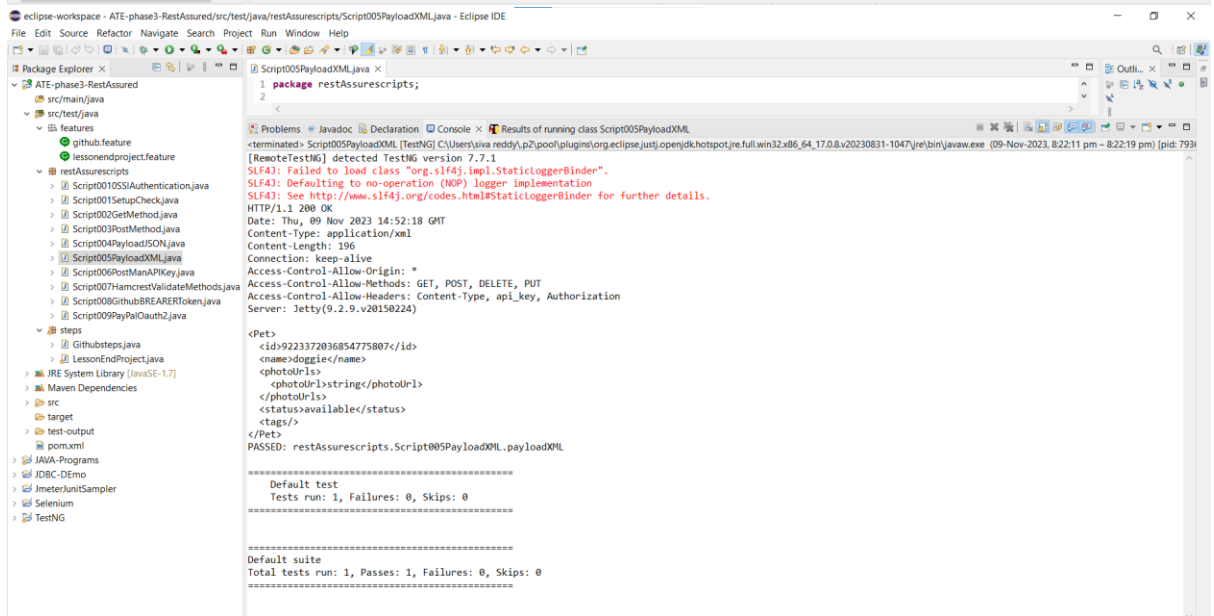 eclipse-workspace - ATE-phase3-RestAssured/src/test/java/restAssurescripts/Script005PayloadXML.java - Eclipse IDE
File Edit Source Refactor Navigate Search Project Run Window Help
Package Explorer
ATE-phase3-RestAssured
src/main/java
src/test/java
features
github.feature
lessonendproject.feature
restAssurescripts
Script0010SSIAuthentication.java
Script001SetupCheck.java
Script002GetMethod.java
Script003PostMethod.java
Script004PayloadJSON.java
Script005PayloadXML.java
Script006PostManAPIKey.java
Script007HamcrestValidateMethods.java
Script008GithubBREARERToken.java
Script009PayPalOauth2.java
steps
Githubsteps.java
LessonEndProject.java
JRE System Library [JavaSE-1.7]
Maven Dependencies
src
target
test-output
pom.xml
JAVA-Programs
JDBC-DEmo
JmeterJunitSampler
Selenium
TestNG
Script005PayloadXML.java
1 package restAssurescripts;
2
Outli...
Problems Javadoc Declaration Console Results of running class Script005PayloadXML
<terminated> Script005PayloadXML [TestNG] C:\Users\siva reddy\.p2\pool\plugins\org.eclipse.justj.openjdk.hotspot.jre.full.win32.x86_64_17.0.8.v20230831-1047\jre\bin\javaw.exe (09-Nov-2023, 8:22:11 pm – 8:22:19 pm) [pid: 793
[RemoteTestNG] detected TestNG version 7.7.1
SLF4J: Failed to load class "org.slf4j.impl.StaticLoggerBinder".
SLF4J: Defaulting to no-operation (NOP) logger implementation
SLF4J: See http://www.slf4j.org/codes.html#StaticLoggerBinder for further details.
HTTP/1.1 200 OK
Date: Thu, 09 Nov 2023 14:52:18 GMT
Content-Type: application/xml
Content-Length: 196
Connection: keep-alive
Access-Control-Allow-Origin: *
Access-Control-Allow-Methods: GET, POST, DELETE, PUT
Access-Control-Allow-Headers: Content-Type, api_key, Authorization
Server: Jetty(9.2.9.v20150224)
<Pet>
<id>9223372036854775807</id>
<name>doggie</name>
<photoUrls>
<photoUrl>string</photoUrl>
</photoUrls>
<status>available</status>
<tags/>
</Pet>
PASSED: restAssurescripts.Script005PayloadXML.payloadXML
===============================================
Default test
Tests run: 1, Failures: 0, Skips: 0
===============================================
===============================================
Default suite
Total tests run: 1, Passes: 1, Failures: 0, Skips: 0
===============================================